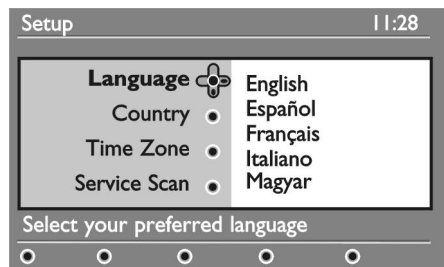 Setup 11:28
Language
Country
Time Zone
Service Scan
English
Español
Français
Italiano
Magyar
Select your preferred language